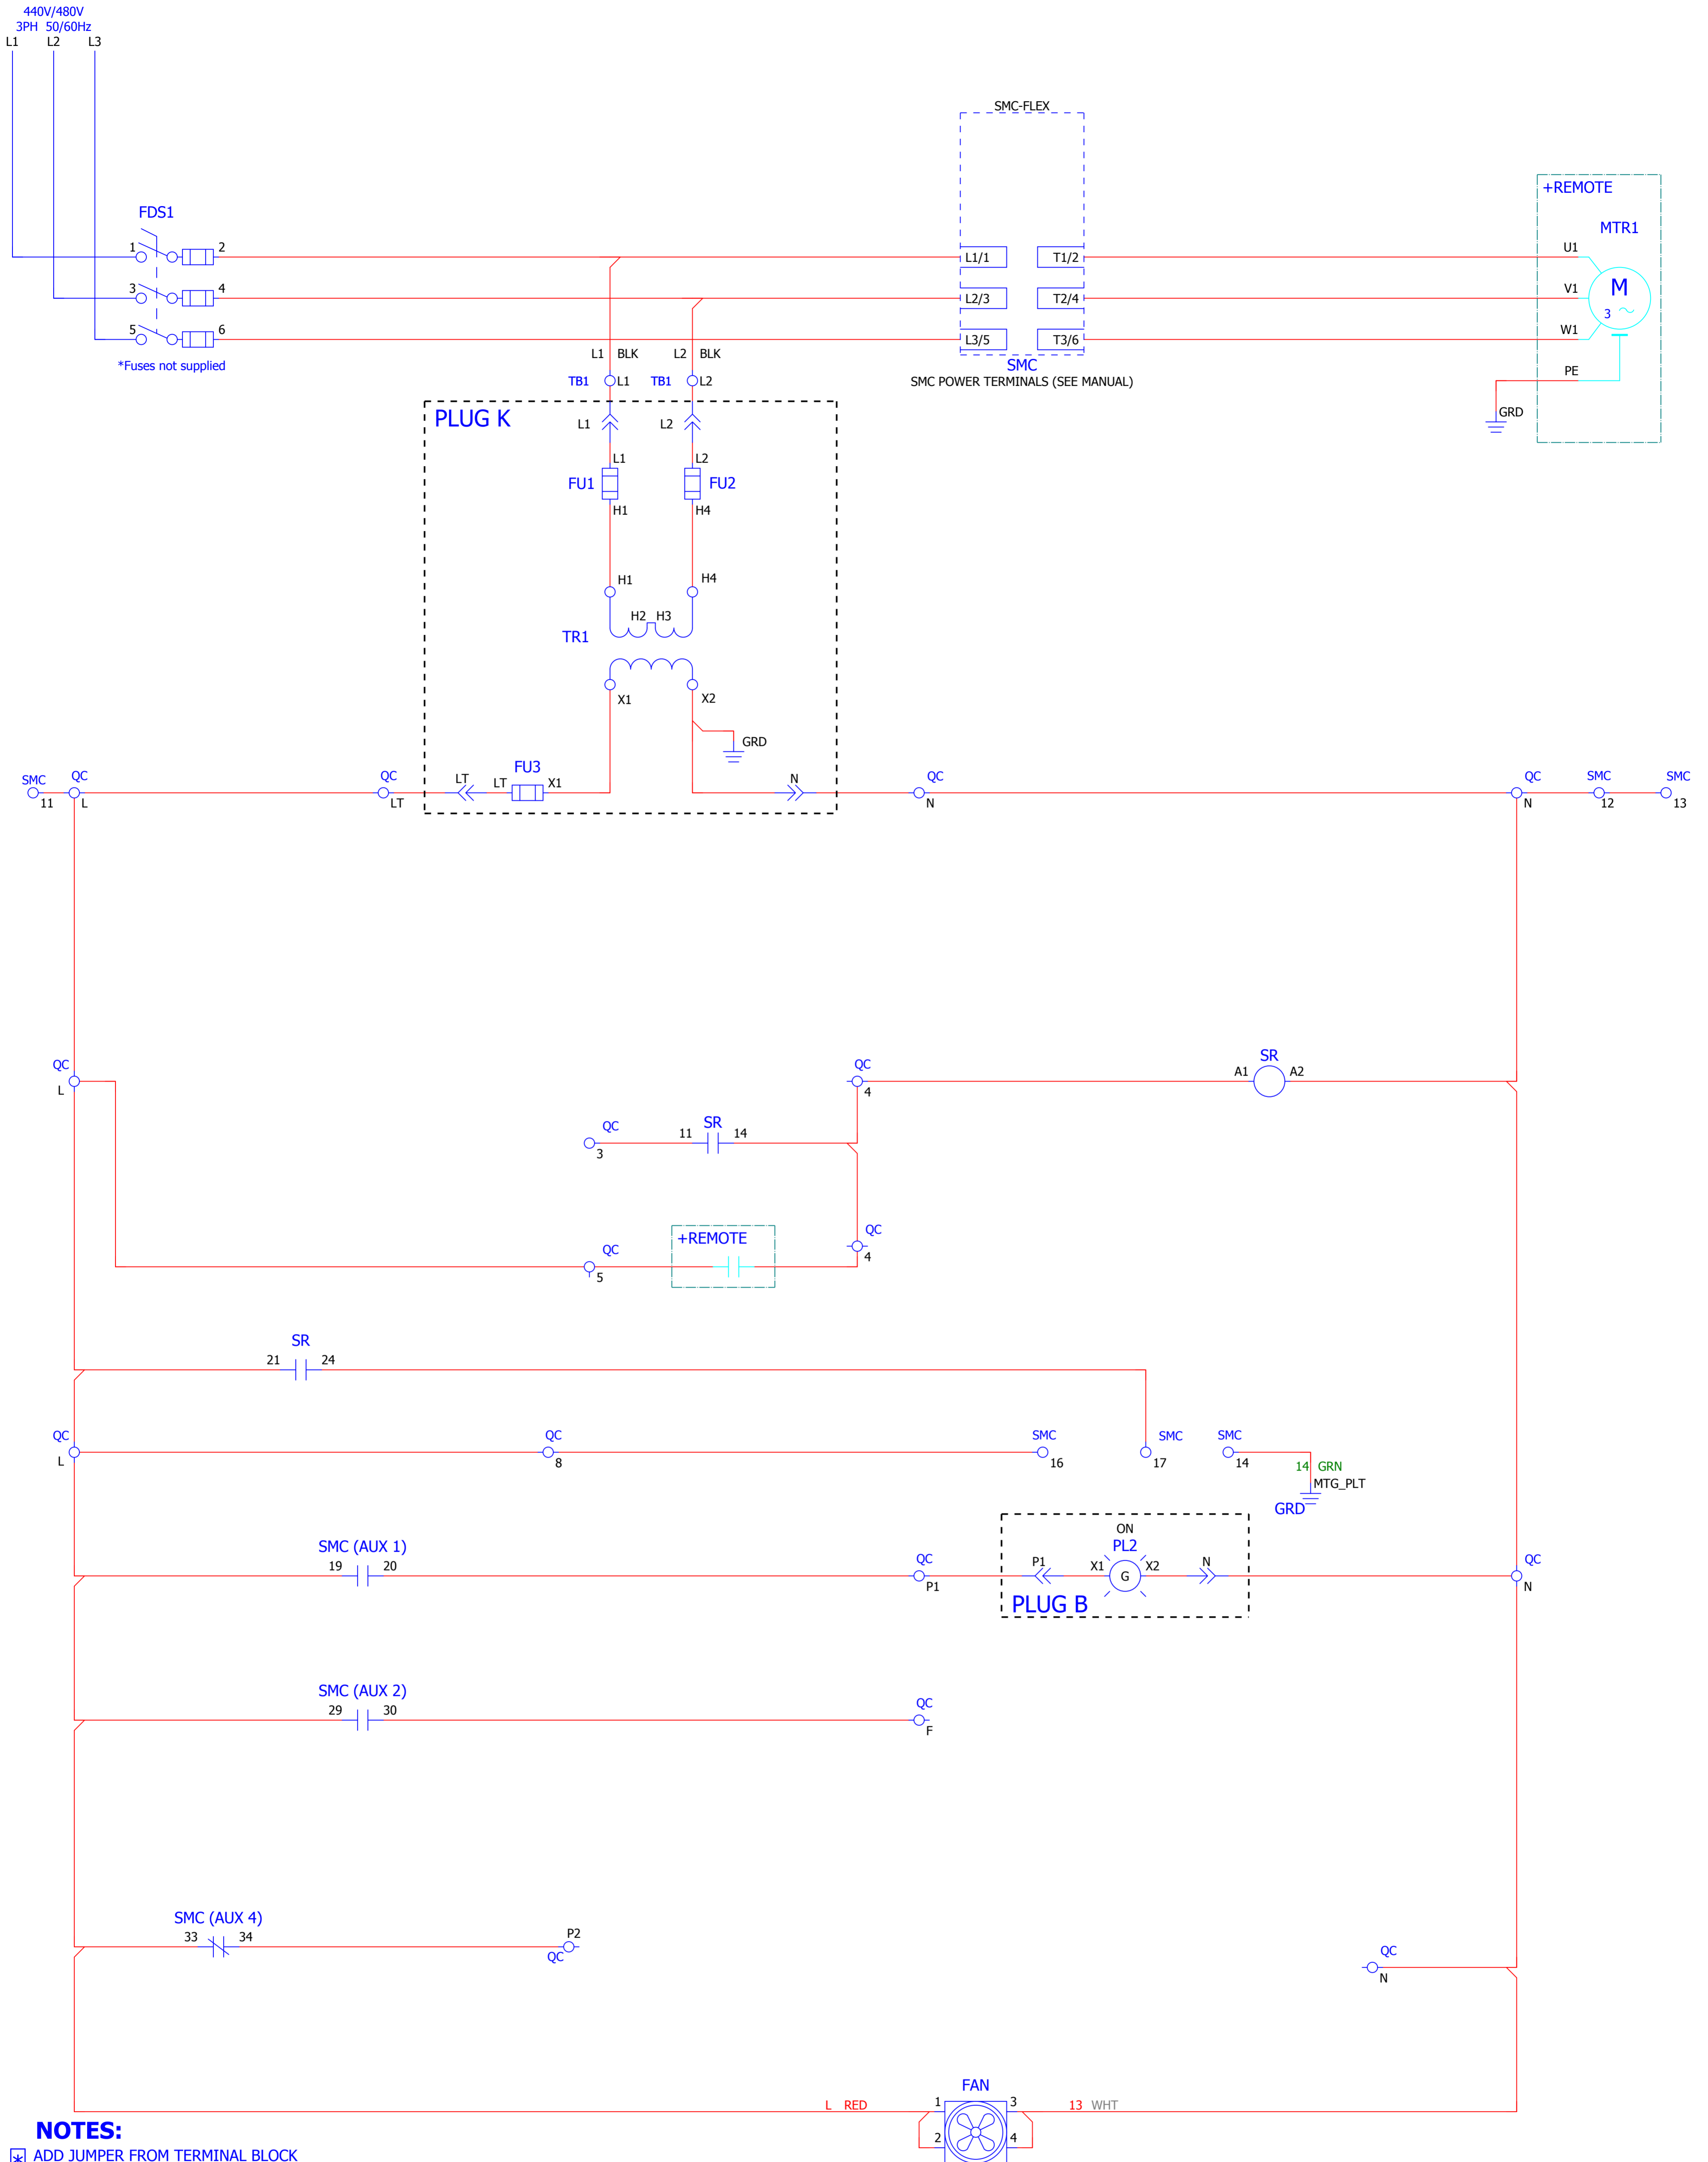 440V/480V
3PH 50/60Hz
L1 L2 L3
SMC-FLEX
+REMOTE
FDS1
MTR1
1 2 L1/1 T1/2 U1
3 4 L2/3 T2/4 V1 M
3
5 6 L3/5 T3/6 W1
*Fuses not supplied
L1 BLK L2 BLK
SMC
SMC POWER TERMINALS (SEE MANUAL)
PE
TB1 L1 TB1 L2
GRD
PLUG K
L1 L2
L1 L2
FU1 FU2
H1 H4
H1 H4
H2 H3
TR1
X1 X2
GRD
SMC QC QC LT LT FU3 X1 N QC QC SMC SMC
11 L LT N N 12 13
QC QC SR
L 4 A1 A2
QC SR
3 11 14
QC +REMOTE QC
5 4
SR
21 24
QC QC SMC SMC SMC
L 8 16 17 14
14 GRN
MTG_PLT
GRD
SMC (AUX 1) ON
19 20 QC P1 X1 PL2 X2 N QC
P1 G N
PLUG B
SMC (AUX 2)
29 30 QC
F
SMC (AUX 4)
33 34 P2
QC
QC
N
FAN
L RED 1 3 13 WHT
2 4
NOTES:
* ADD JUMPER FROM TERMINAL BLOCK